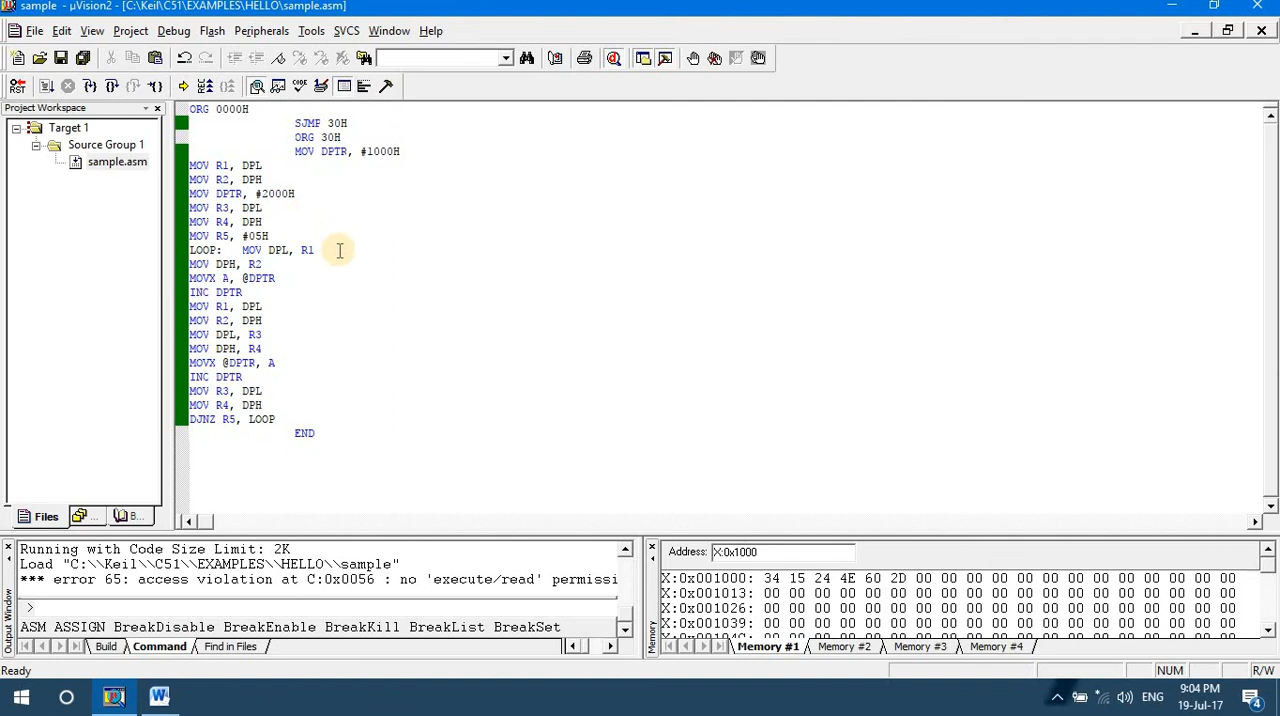 sample - µVision2 - [C:\Keil\C51\EXAMPLES\HELLO\sample.asm]
File Edit View Project Debug Flash Peripherals Tools SVCS Window Help
Project Workspace
Target 1
Source Group 1
sample.asm
Files
B...
ORG 0000H
SJMP 30H
ORG 30H
MOV DPTR, #1000H
MOV R1, DPL
MOV R2, DPH
MOV DPTR, #2000H
MOV R3, DPL
MOV R4, DPH
MOV R5, #05H
LOOP: MOV DPL, R1
MOV DPH, R2
MOVX A, @DPTR
INC DPTR
MOV R1, DPL
MOV R2, DPH
MOV DPL, R3
MOV DPH, R4
MOVX @DPTR, A
INC DPTR
MOV R3, DPL
MOV R4, DPH
DJNZ R5, LOOP
END
Output Window
Running with Code Size Limit: 2K
Load "C:\\Keil\\C51\\EXAMPLES\\HELLO\\sample"
*** error 65: access violation at C:0x0056 : no 'execute/read' permissi
>
ASM ASSIGN BreakDisable BreakEnable BreakKill BreakList BreakSet
Build Command Find in Files
Memory
Address: X:0x1000
X:0x001000: 34 15 24 4E 60 2D 00 00 00 00 00 00 00 00 00 00 00 00 00
X:0x001013: 00 00 00 00 00 00 00 00 00 00 00 00 00 00 00 00 00 00 00
X:0x001026: 00 00 00 00 00 00 00 00 00 00 00 00 00 00 00 00 00 00 00
X:0x001039: 00 00 00 00 00 00 00 00 00 00 00 00 00 00 00 00 00 00 00
Memory #1 Memory #2 Memory #3 Memory #4
Ready
NUM
R/W
ENG
9:04 PM
19-Jul-17
4